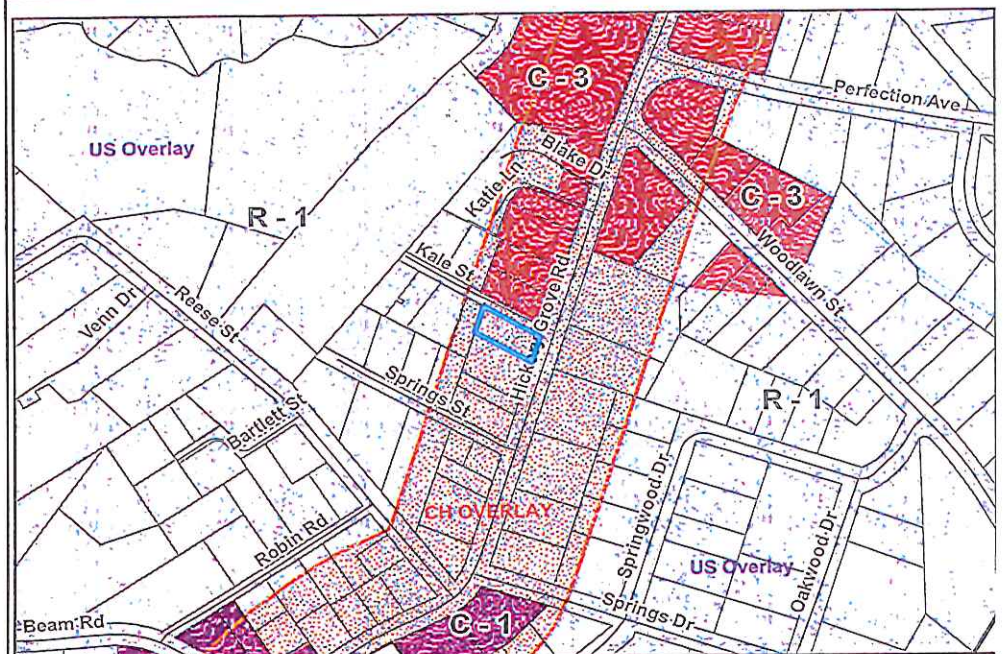 C - 3
Perfection Ave
US Overlay
Blake Dr
Katie Ln
C - 3
R - 1
Kale St
Woodlawn St
Hickory Grove Rd
Reese St
Venn Dr
Springs St
R - 1
Bartlett St
CH OVERLAY
Springwood Dr
Robin Rd
US Overlay
Oakwood Dr
Springs Dr
Beam Rd
C - 1